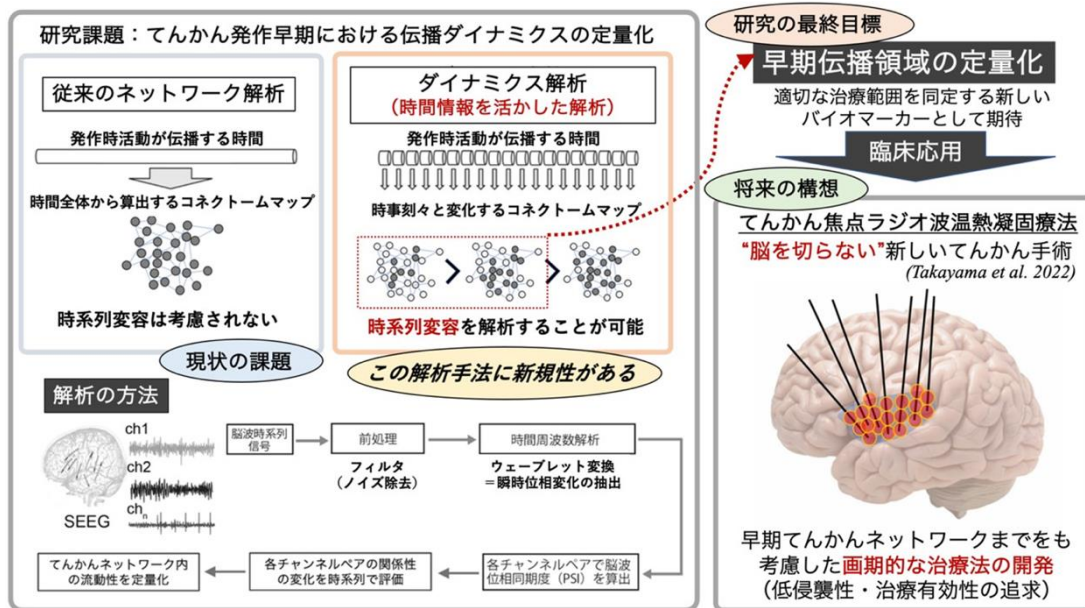 研究課題：てんかん発作早期における伝播ダイナミクスの定量化
従来のネットワーク解析
発作時活動が伝播する時間
時間全体から算出するコネクトームマップ
時系列変容は考慮されない
現状の課題
ダイナミクス解析
（時間情報を活かした解析）
発作時活動が伝播する時間
時事刻々と変化するコネクトームマップ
時系列変容を解析することが可能
この解析手法に新規性がある
解析の方法
ch1
ch2
chn
SEEG
脳波時系列
信号
前処理
フィルタ
（ノイズ除去）
時間周波数解析
ウェーブレット変換
＝瞬時位相変化の抽出
各チャンネルペアで脳波
位相同期度（PSI）を算出
各チャンネルペアの関係性
の変化を時系列で評価
てんかんネットワーク内
の流動性を定量化
研究の最終目標
早期伝播領域の定量化
適切な治療範囲を同定する新しい
バイオマーカーとして期待
臨床応用
将来の構想
てんかん焦点ラジオ波温熱凝固療法
“脳を切らない”新しいてんかん手術
(Takayama et al. 2022)
早期てんかんネットワークまでをも
考慮した画期的な治療法の開発
（低侵襲性・治療有効性の追求）